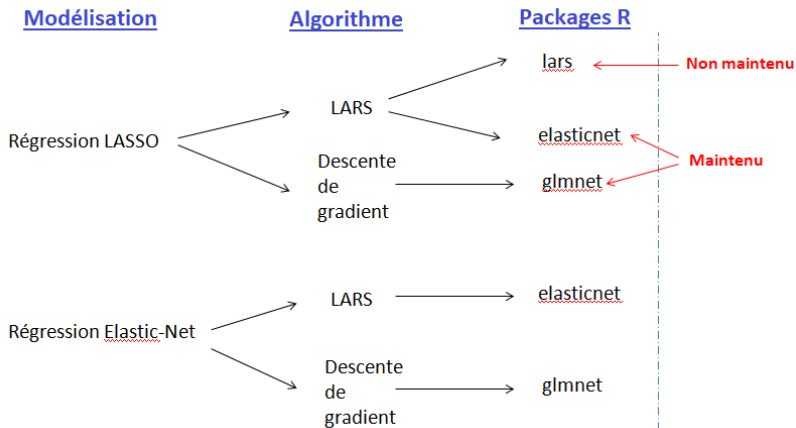 Modélisation
Algorithme
Packages R
lars
Non maintenu
LARS
Régression LASSO
elasticnet
Maintenu
Descente
de
gradient
glmnet
LARS
elasticnet
Régression Elastic-Net
Descente
de
gradient
glmnet